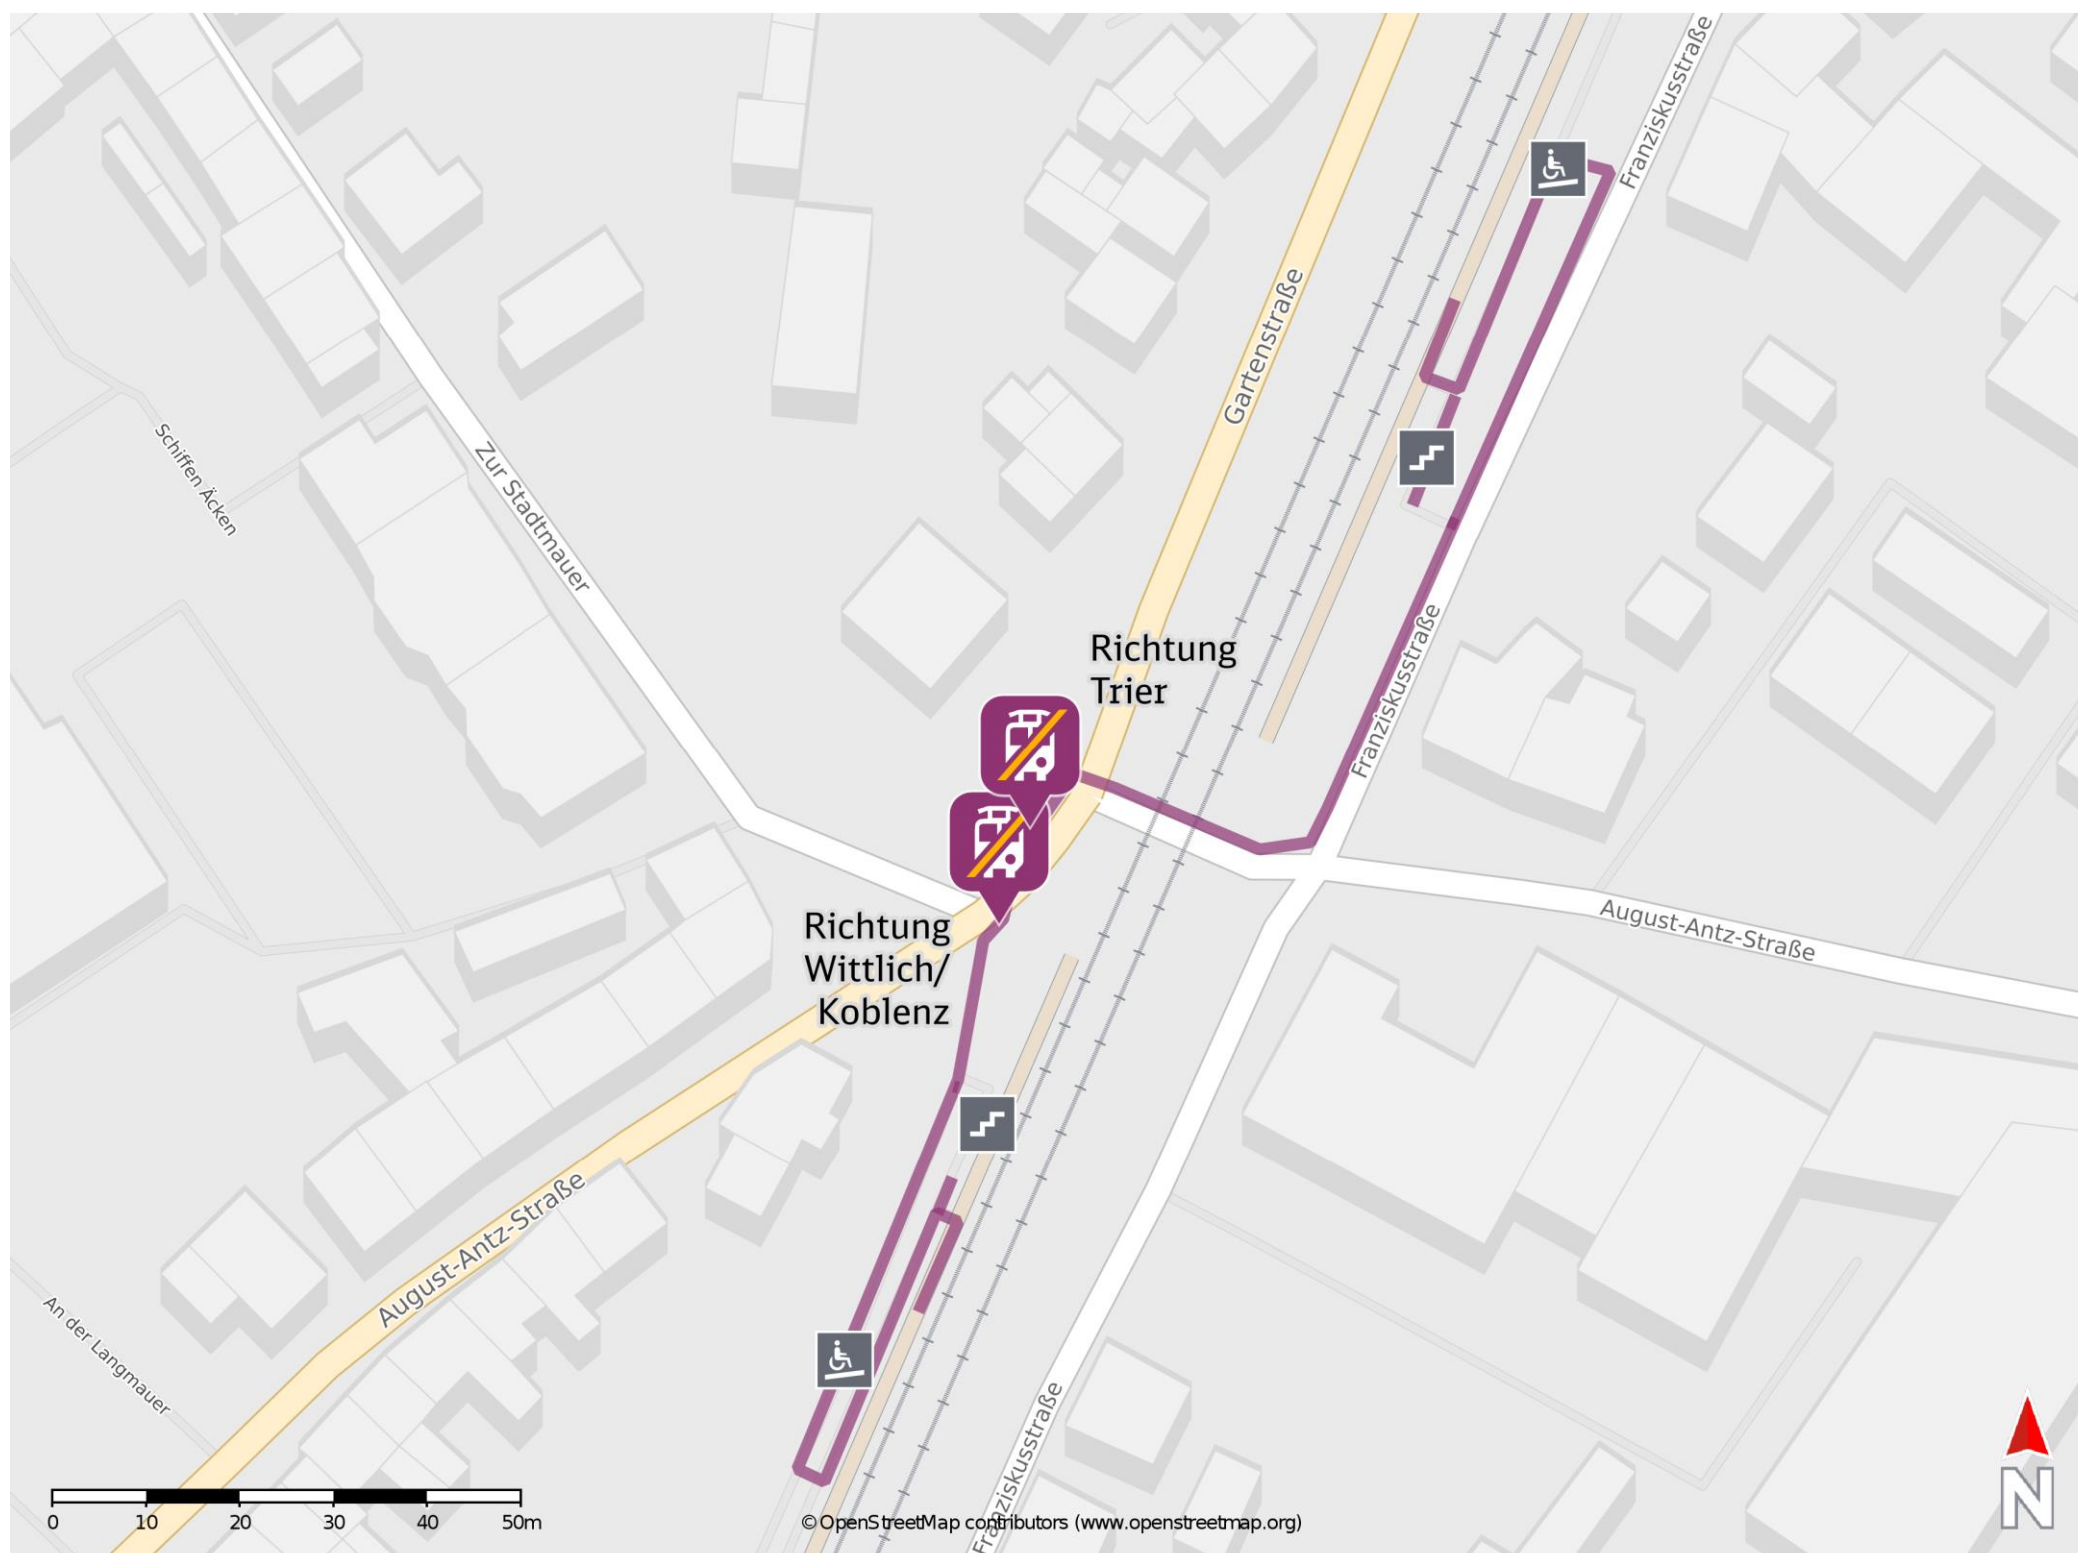 Franziskusstraße
Gartenstraße
Schiffen Äcken
Zur Stadtmauer
Richtung
Trier
Franziskusstraße
Richtung
Wittlich/
Koblenz
August-Antz-Straße
August-Antz-Straße
An der Langmauer
Franziskusstraße
0 10 20 30 40 50m
© OpenStreetMap contributors (www.openstreetmap.org)
N